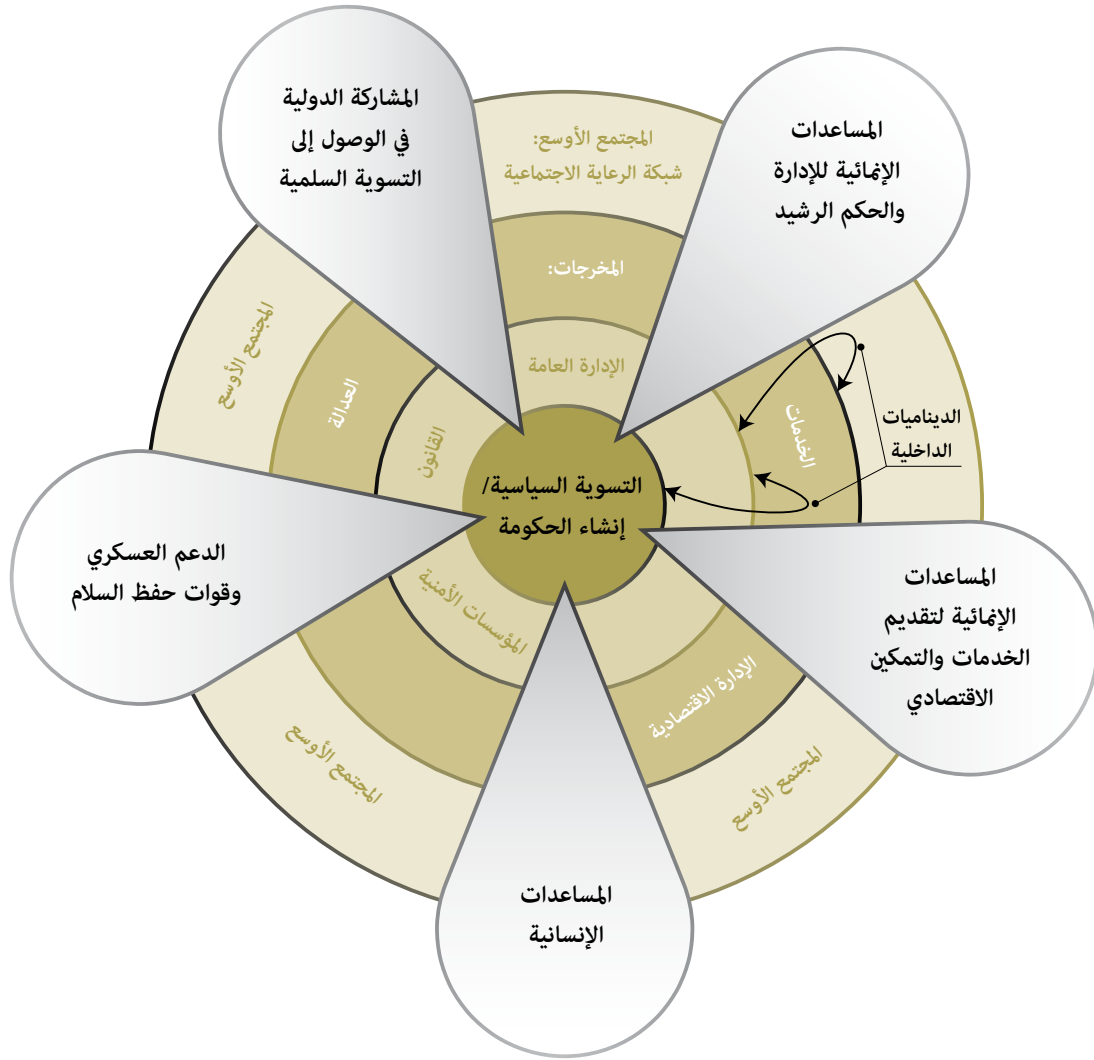 المشاركة الدولية
في الوصول إلى
التسوية السلمية
المجتمع الأوسع:
شبكة الرعاية الاجتماعية
المساعدات
الإنمائية للإدارة
والحكم الرشيد
المخرجات:
الإدارة العامة
المجتمع الأوسع
العدالة
القانون
الخدمات
الديناميات
الداخلية
التسوية السياسية/
إنشاء الحكومة
الدعم العسكري
وقوات حفظ السلام
المؤسسات الأمنية
المساعدات
الإنمائية لتقديم
الخدمات والتمكين
الاقتصادي
الإدارة الاقتصادية
المجتمع الأوسع
المجتمع الأوسع
المساعدات
الإنسانية